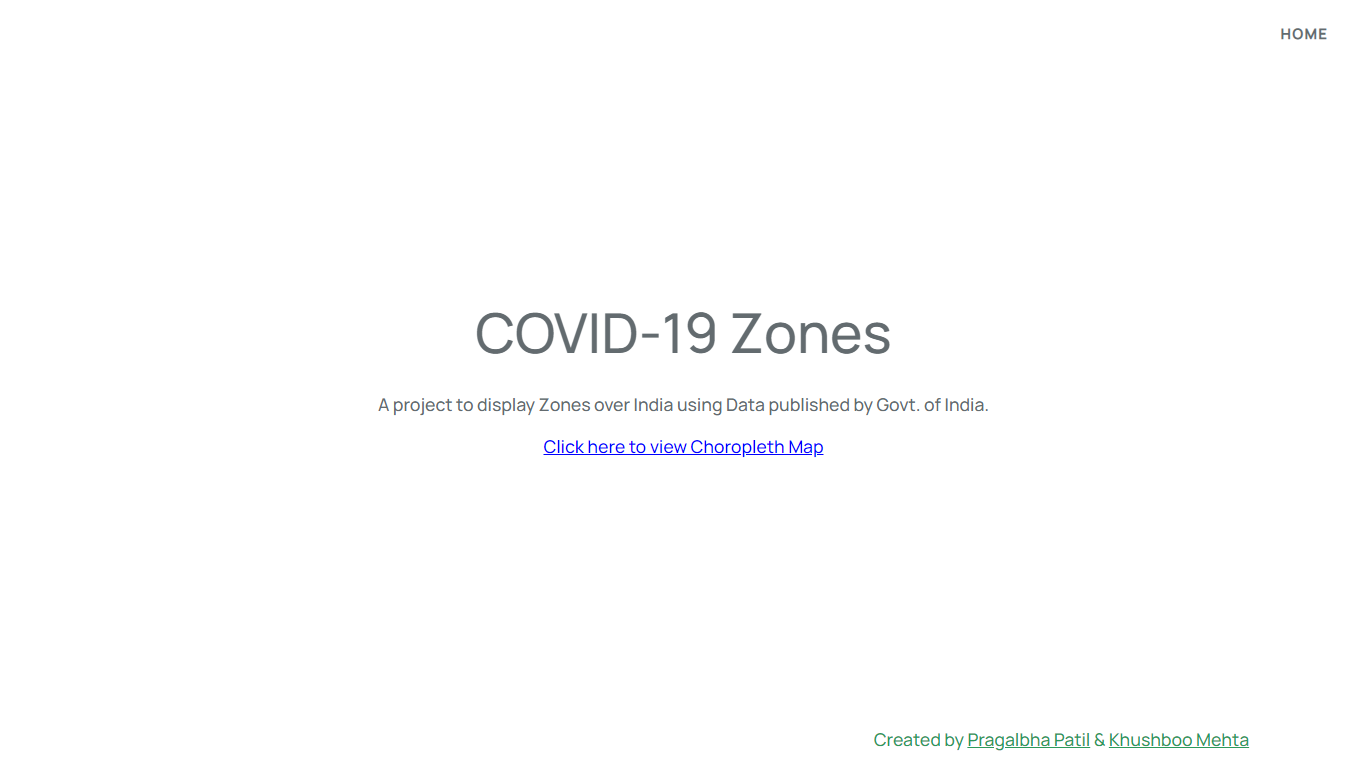 HOME
COVID-19 Zones
A project to display Zones over India using Data published by Govt. of India.
Click here to view Choropleth Map
Created by Pragalbha Patil & Khushboo Mehta